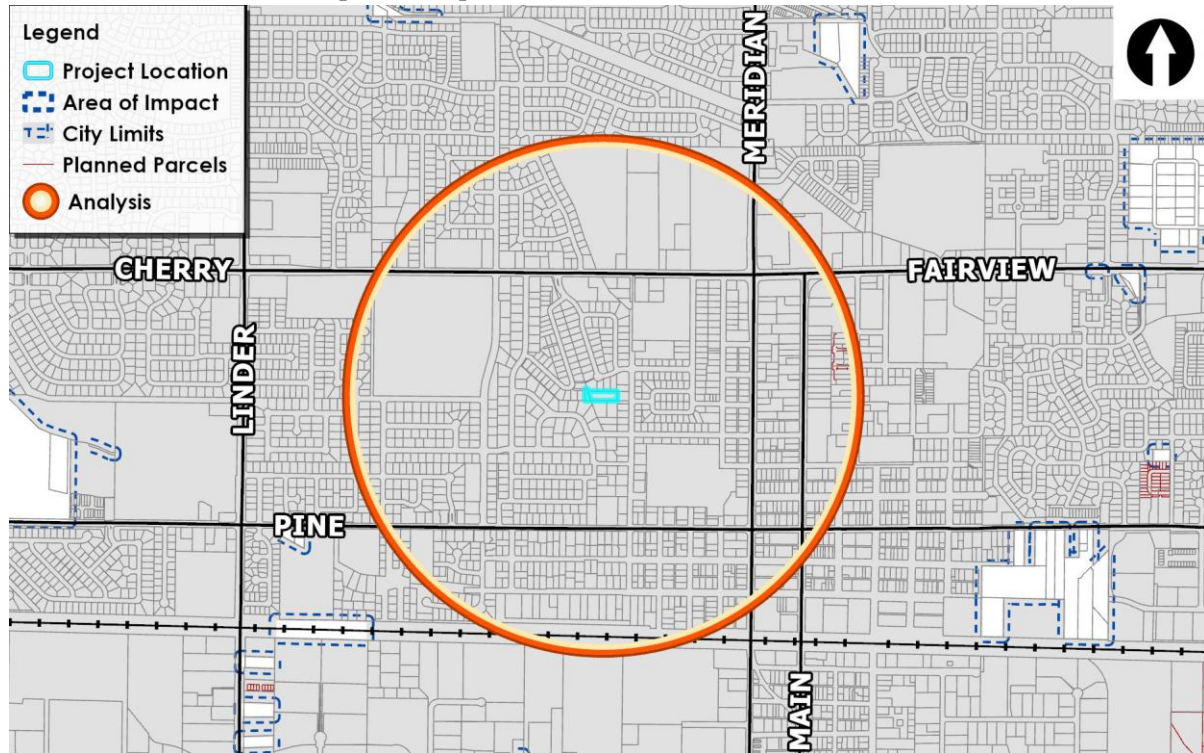 Legend
Project Location
Area of Impact
City Limits
Planned Parcels
Analysis
MERIDIAN
CHERRY
FAIRVIEW
LINDER
PINE
MAIN